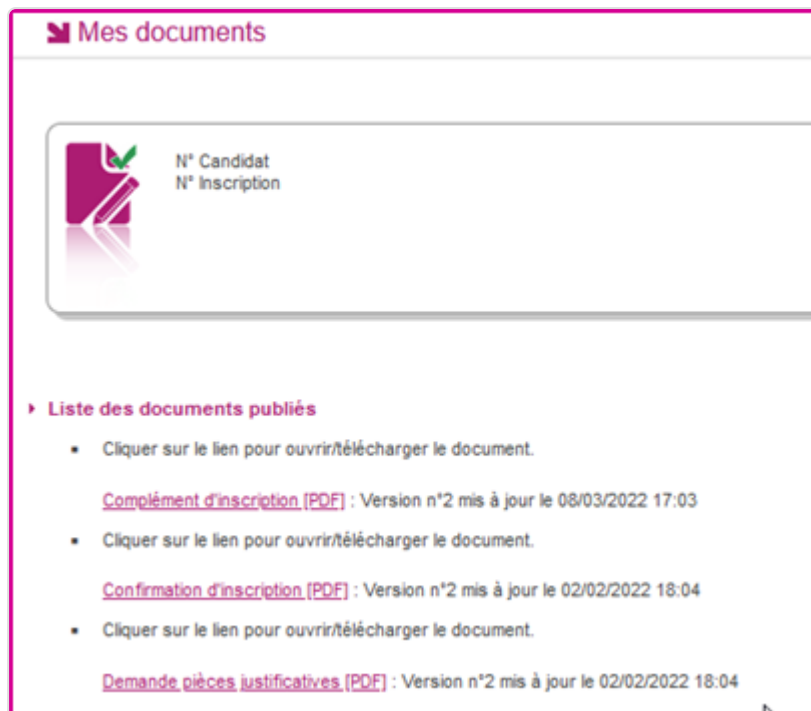 Mes documents
N° Candidat
N° Inscription
Liste des documents publiés
Cliquer sur le lien pour ouvrir/télécharger le document.
Complément d'inscription [PDF] : Version n°2 mis à jour le 08/03/2022 17:03
Cliquer sur le lien pour ouvrir/télécharger le document.
Confirmation d'inscription [PDF] : Version n°2 mis à jour le 02/02/2022 18:04
Cliquer sur le lien pour ouvrir/télécharger le document.
Demande pièces justificatives [PDF] : Version n°2 mis à jour le 02/02/2022 18:04